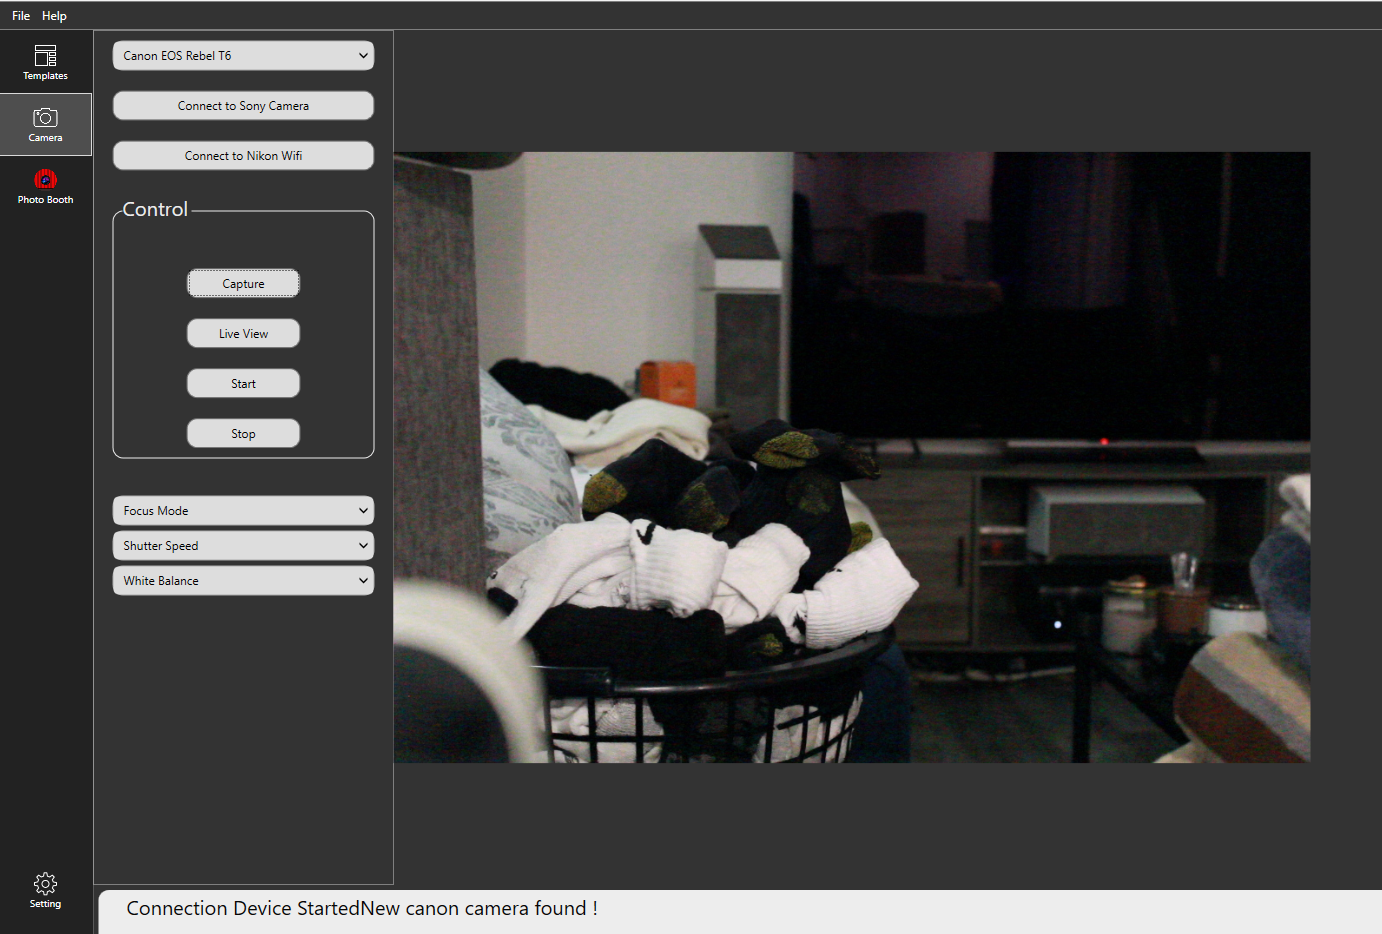 File Help
Templates
Camera
Photo Booth
Setting
Canon EOS Rebel T6
Connect to Sony Camera
Connect to Nikon Wifi
Control
Capture
Live View
Start
Stop
Focus Mode
Shutter Speed
White Balance
Connection Device StartedNew canon camera found !